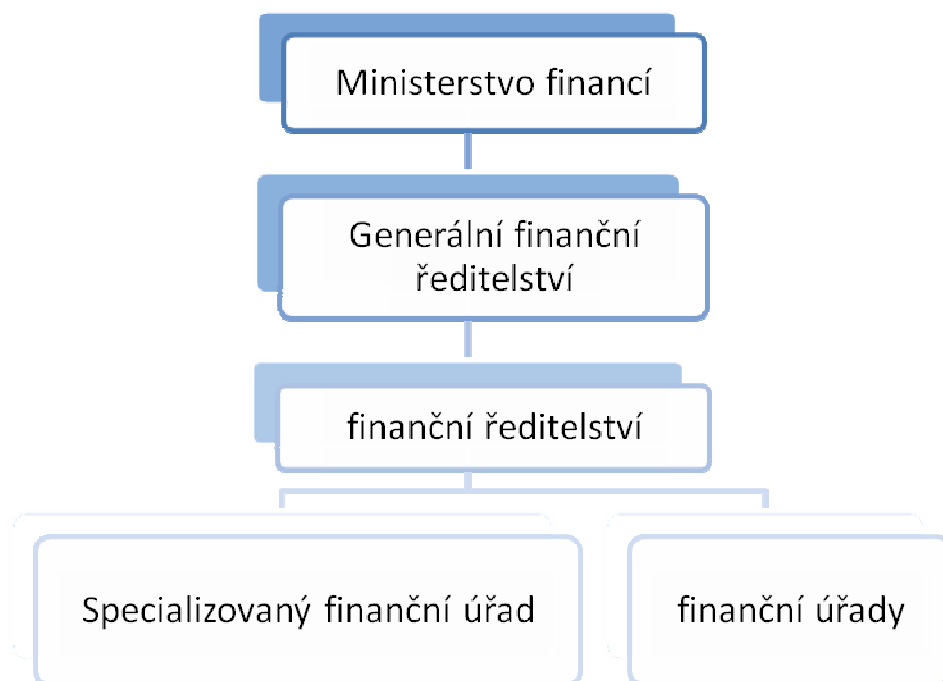 Ministerstvo financí
Generální finanční
ředitelství
finanční ředitelství
Specializovaný finanční úřad
finanční úřady